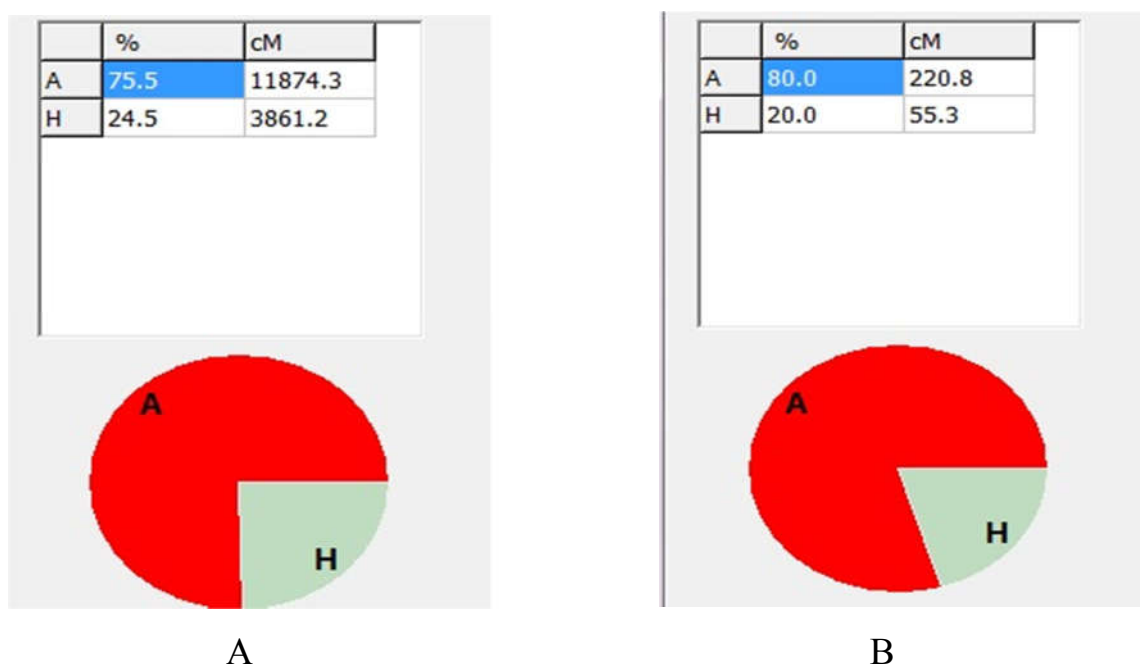 % cM
A 75.5 11874.3
H 24.5 3861.2
A
H
A
% cM
A 80.0 220.8
H 20.0 55.3
A
H
B